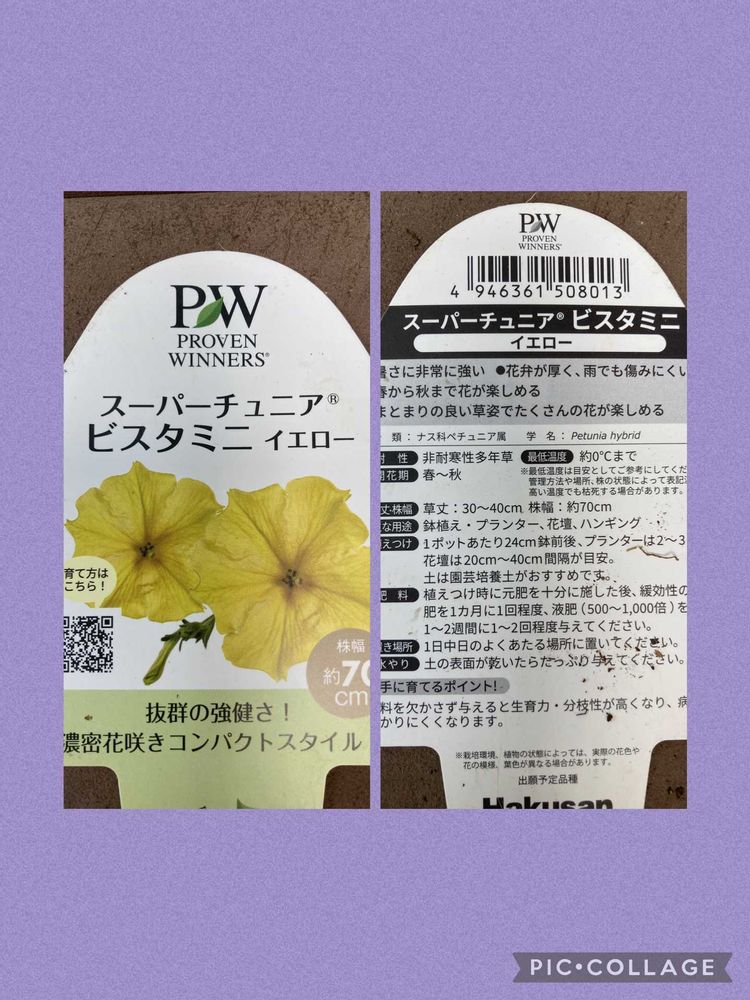 PW
PROVEN
WINNERS®
スーパーチュニア®
ビスタミニ イエロー
育て方は
こちら！
株幅
約70
cm
抜群の強健さ！
濃密花咲きコンパクトスタイル
PW
PROVEN
WINNERS®
4 946361 508013
スーパーチュニア® ビスタミニ
イエロー
暑さに非常に強い ●花弁が厚く、雨でも傷みにくい
春から秋まで花が楽しめる
まとまりの良い草姿でたくさんの花が楽しめる
類：ナス科ペチュニア属 学 名：Petunia hybrid
性 非耐寒性多年草 最低温度 約0℃まで
開花期 春～秋
※最低温度は目安としてご参考にしてくだ
管理方法や場所、株の状態によって表記
高い温度でも枯死する場合があります。
丈・株幅 草丈：30～40cm 株幅：約70cm
な用途 鉢植え・プランター、花壇、ハンギング
植えつけ 1ポットあたり24cm鉢前後、プランターは2～3
花壇は20cm～40cm間隔が目安。
土は園芸培養土がおすすめです。
肥 料 植えつけ時に元肥を十分に施した後、緩効性の
肥を1カ月に1回程度、液肥（500～1,000倍）を
1～2週間に1～2回程度与えてください。
置き場所 1日中日のよくあたる場所に置いてください。
水やり 土の表面が乾いたらたっぷり与えてください。
手に育てるポイント！
料を欠かさず与えると生育力・分枝性が高くなり、病
かりにくくなります。
※栽培環境、植物の状態によっては、実際の花色や
花の模様、葉色が異なる場合があります。
出願予定品種
Hakusan
PIC•COLLAGE